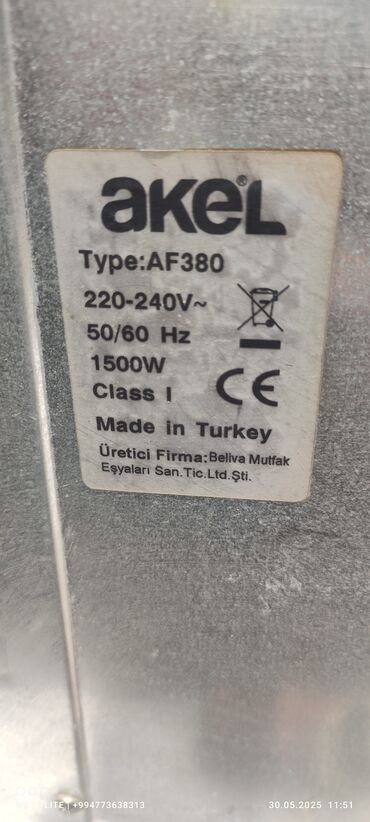 akeL®
Type:AF380
220-240V~
50/60 Hz
1500W
Class I
CE
Made in Turkey
Üretici Firma:Beliva Mutfak
Eşyaları San.Tic.Ltd.Şti.
LITE | +994773638313
30.05.2025 11:51